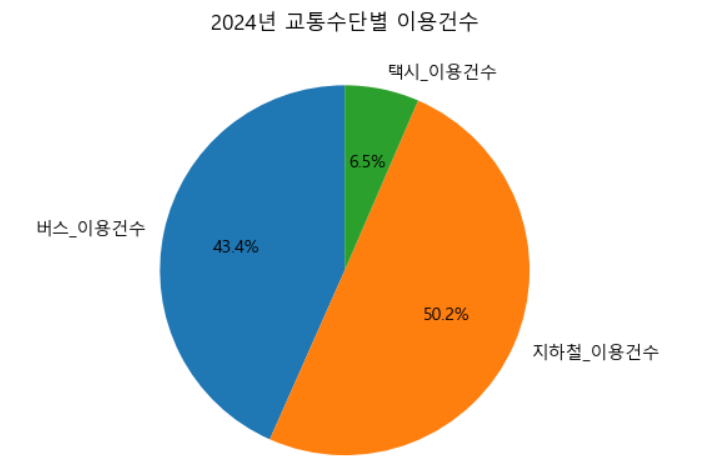 2024년 교통수단별 이용건수
택시_이용건수
6.5%
버스_이용건수
43.4%
50.2%
지하철_이용건수